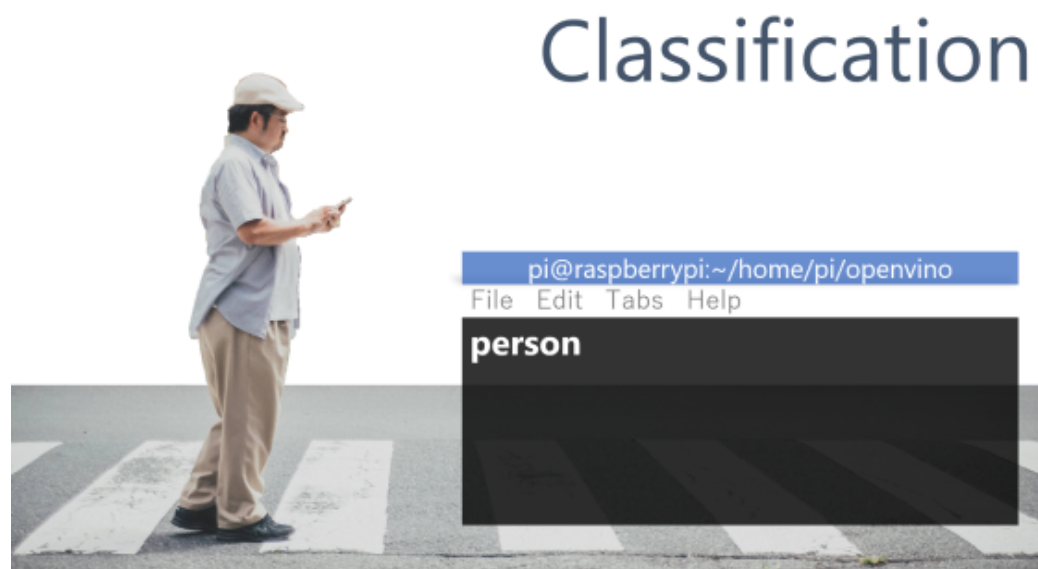 Classification
pi@raspberrypi:~/home/pi/openvino
File Edit Tabs Help
person